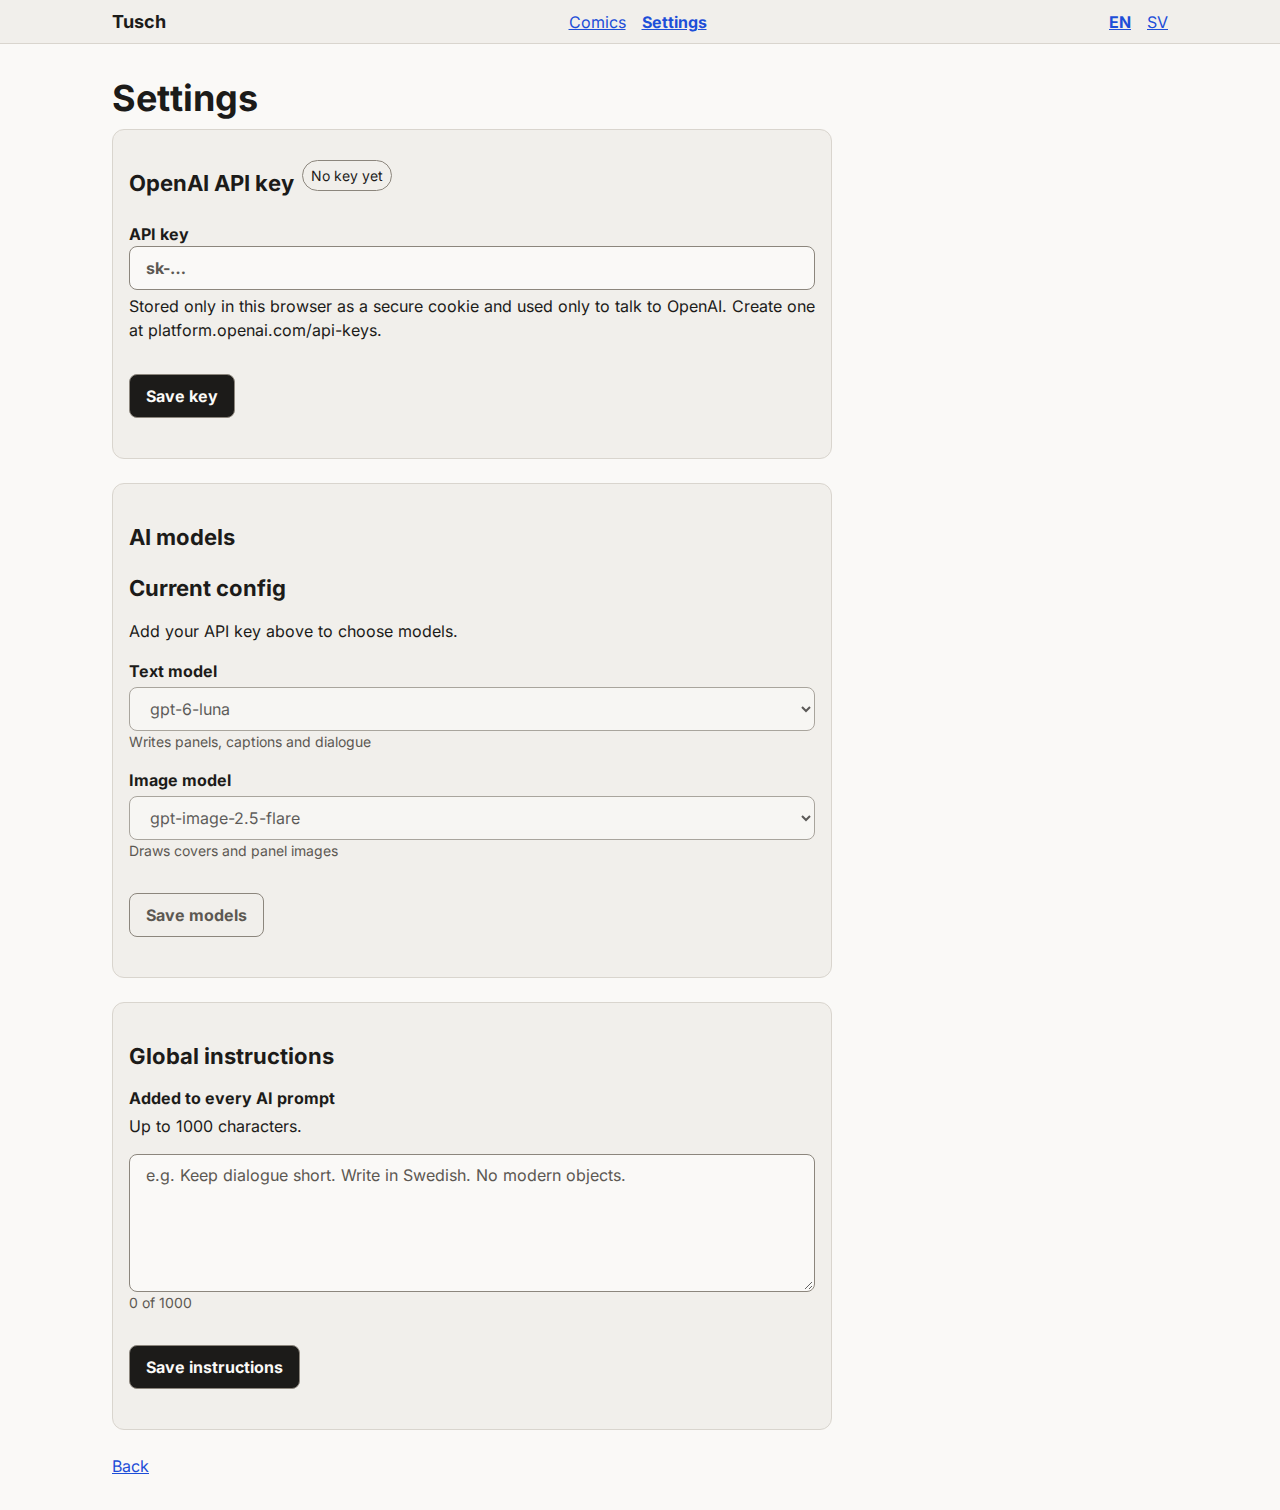 Tusch
Comics Settings
EN SV
Settings
OpenAI API key No key yet
API key
sk-...
Stored only in this browser as a secure cookie and used only to talk to OpenAI. Create one
at platform.openai.com/api-keys.
Save key
AI models
Current config
Add your API key above to choose models.
Text model
gpt-6-luna
Writes panels, captions and dialogue
Image model
gpt-image-2.5-flare
Draws covers and panel images
Save models
Global instructions
Added to every AI prompt
Up to 1000 characters.
e.g. Keep dialogue short. Write in Swedish. No modern objects.
0 of 1000
Save instructions
Back